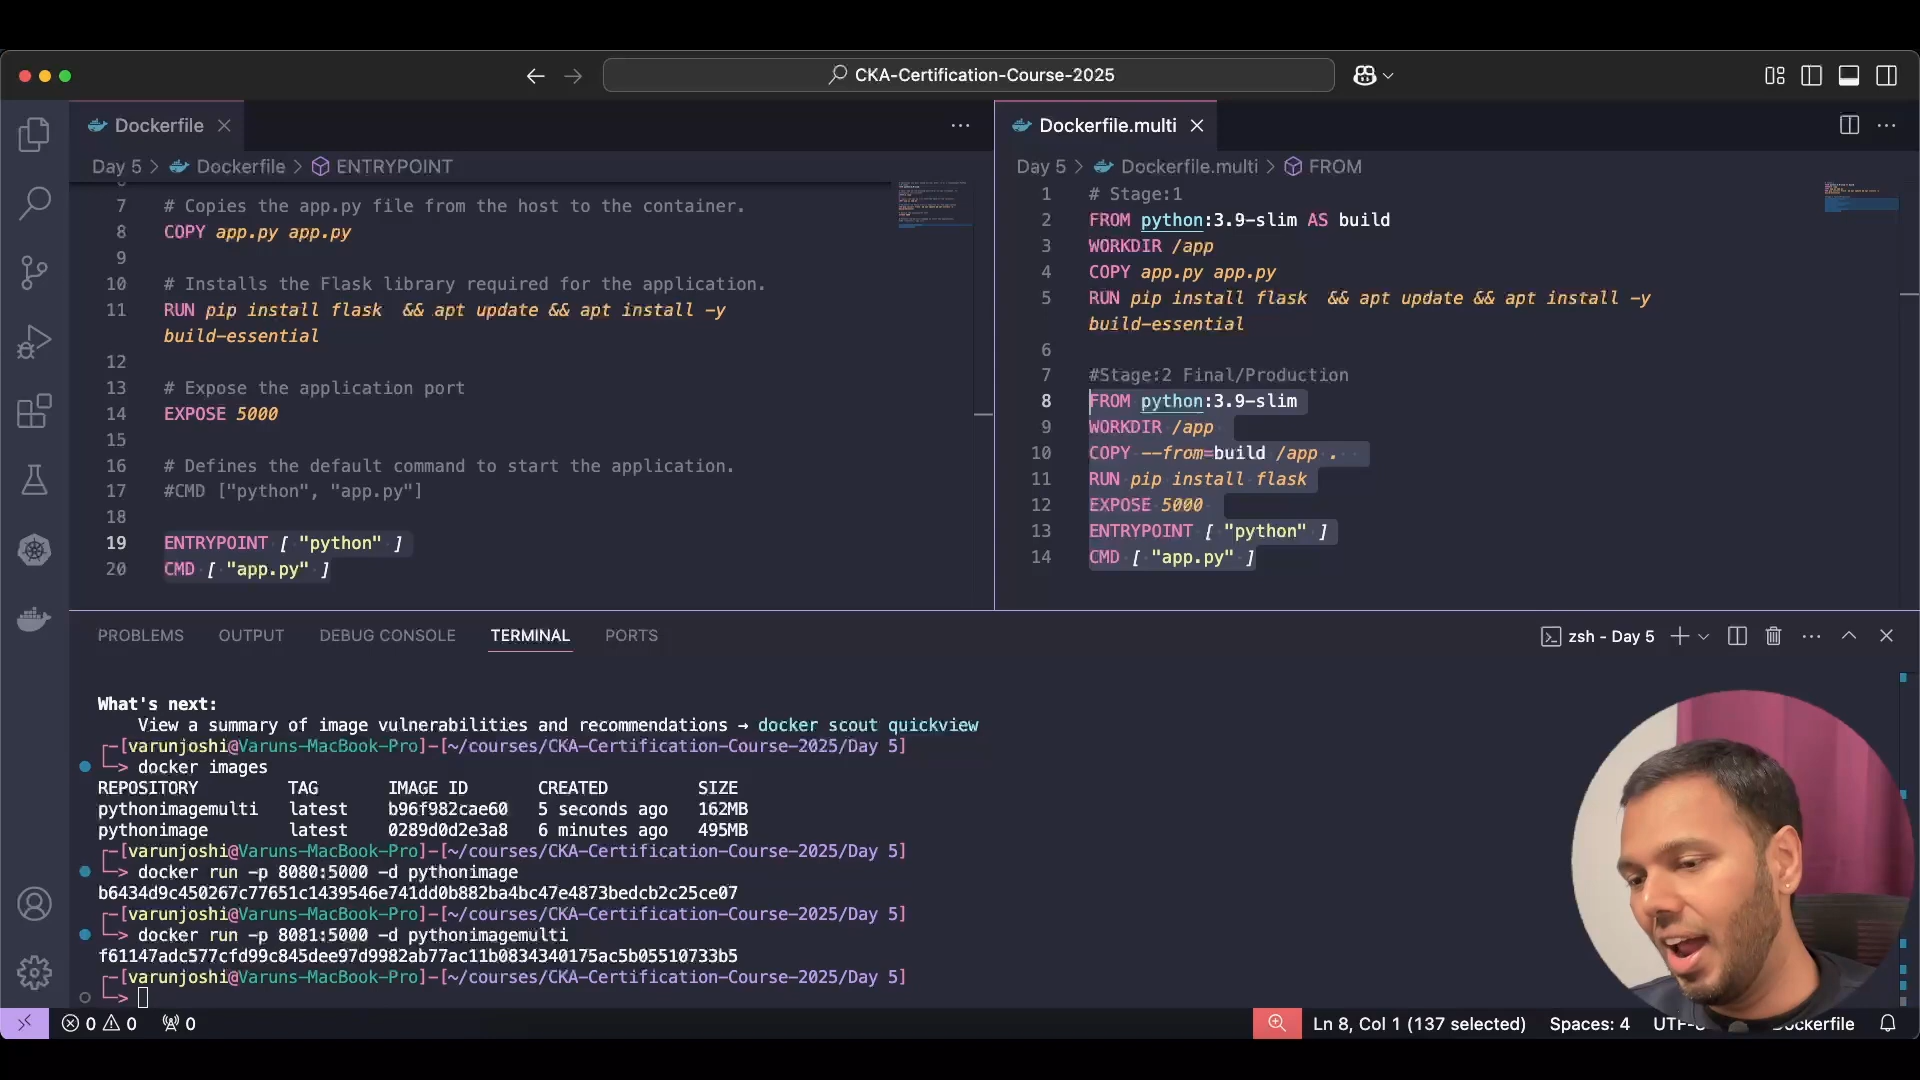 CKA-Certification-Course-2025
Dockerfile
Day 5 > Dockerfile > ENTRYPOINT
7 # Copies the app.py file from the host to the container.
8 COPY app.py app.py
9
10 # Installs the Flask library required for the application.
11 RUN pip install flask  && apt update && apt install -y
build-essential
12
13 # Expose the application port
14 EXPOSE 5000
15
16 # Defines the default command to start the application.
17 #CMD ["python", "app.py"]
18
19 ENTRYPOINT [ "python" ]
20 CMD [ "app.py" ]
Dockerfile.multi
Day 5 > Dockerfile.multi > FROM
1 # Stage:1
2 FROM python:3.9-slim AS build
3 WORKDIR /app
4 COPY app.py app.py
5 RUN pip install flask  && apt update && apt install -y
build-essential
6
7 #Stage:2 Final/Production
8 FROM python:3.9-slim
9 WORKDIR /app
10 COPY --from=build /app .
11 RUN pip install flask
12 EXPOSE 5000
13 ENTRYPOINT [ "python" ]
14 CMD [ "app.py" ]
PROBLEMS OUTPUT DEBUG CONSOLE TERMINAL PORTS
zsh - Day 5
What's next:
View a summary of image vulnerabilities and recommendations → docker scout quickview
┌─[varunjoshi@Varuns-MacBook-Pro]-[~/courses/CKA-Certification-Course-2025/Day 5]
└─> docker images
REPOSITORY TAG IMAGE ID CREATED SIZE
pythonimagemulti latest b96f982cae60 5 seconds ago 162MB
pythonimage latest 0289d0d2e3a8 6 minutes ago 495MB
┌─[varunjoshi@Varuns-MacBook-Pro]-[~/courses/CKA-Certification-Course-2025/Day 5]
└─> docker run -p 8080:5000 -d pythonimage
b6434d9c450267c77651c1439546e741dd0b882ba4bc47e4873bedcb2c25ce07
┌─[varunjoshi@Varuns-MacBook-Pro]-[~/courses/CKA-Certification-Course-2025/Day 5]
└─> docker run -p 8081:5000 -d pythonimagemulti
f61147adc577cfd99c845dee97d9982ab77ac11b0834340175ac5b05510733b5
┌─[varunjoshi@Varuns-MacBook-Pro]-[~/courses/CKA-Certification-Course-2025/Day 5]
└─>
0 0 0
Ln 8, Col 1 (137 selected) Spaces: 4